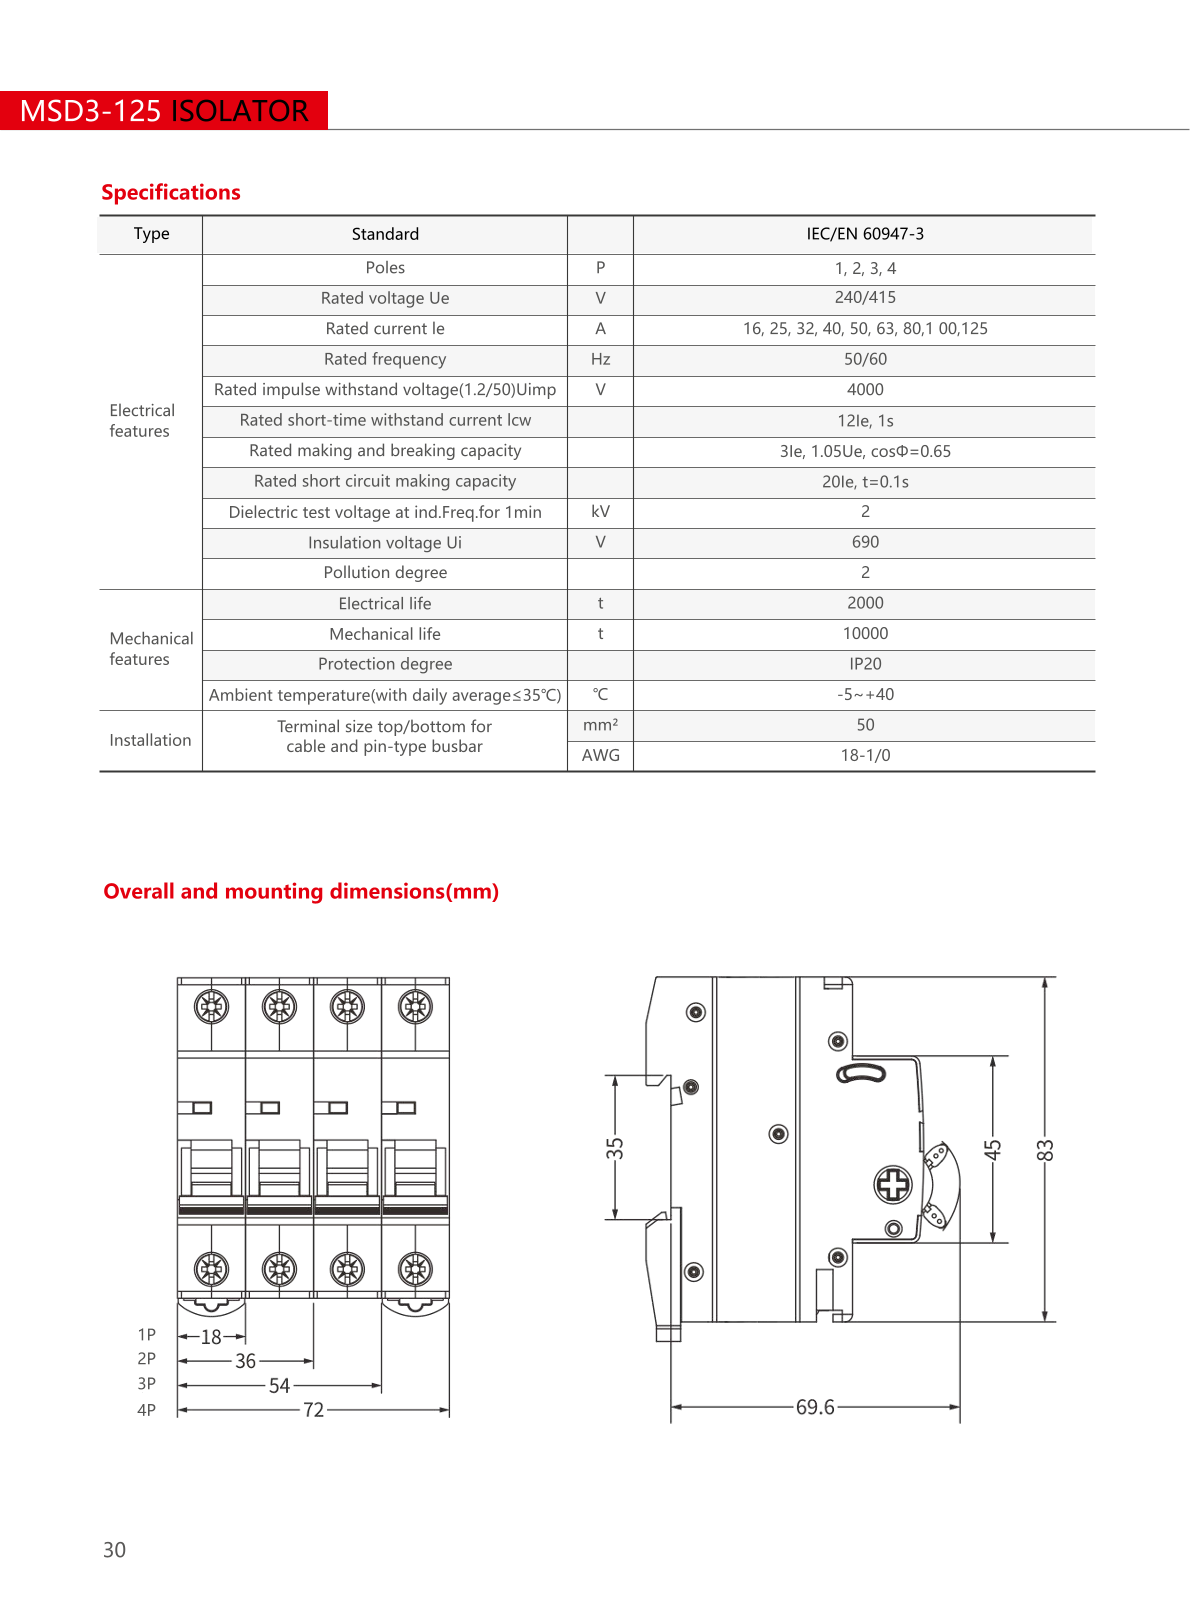 MSD3-125 ISOLATOR
Specifications
Type Standard IEC/EN 60947-3
Electrical
features
Poles P 1, 2, 3, 4
Rated voltage Ue V 240/415
Rated current Ie A 16, 25, 32, 40, 50, 63, 80,1 00,125
Rated frequency Hz 50/60
Rated impulse withstand voltage(1.2/50)Uimp V 4000
Rated short-time withstand current lcw 12Ie, 1s
Rated making and breaking capacity 3Ie, 1.05Ue, cosΦ=0.65
Rated short circuit making capacity 20Ie, t=0.1s
Dielectric test voltage at ind.Freq.for 1min kV 2
Insulation voltage Ui V 690
Pollution degree 2
Mechanical
features
Electrical life t 2000
Mechanical life t 10000
Protection degree IP20
Ambient temperature(with daily average≤35℃) ℃ -5~+40
Installation
Terminal size top/bottom for
cable and pin-type busbar
mm² 50
AWG 18-1/0
Overall and mounting dimensions(mm)
35
45
83
1P 18
2P 36
3P 54
4P 72
69.6
30